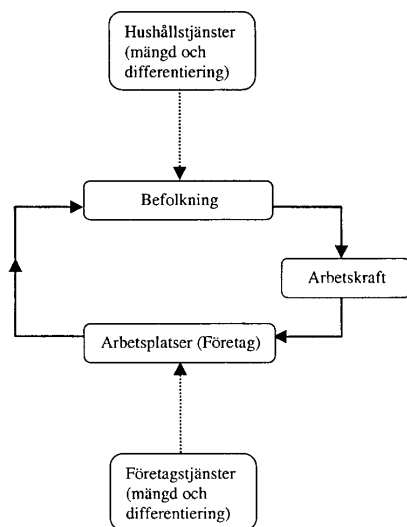 Hushållstjänster
(mängd och
differentiering)
Befolkning
Arbetskraft
Arbetsplatser (Företag)
Företagstjänster
(mängd och
differentiering)